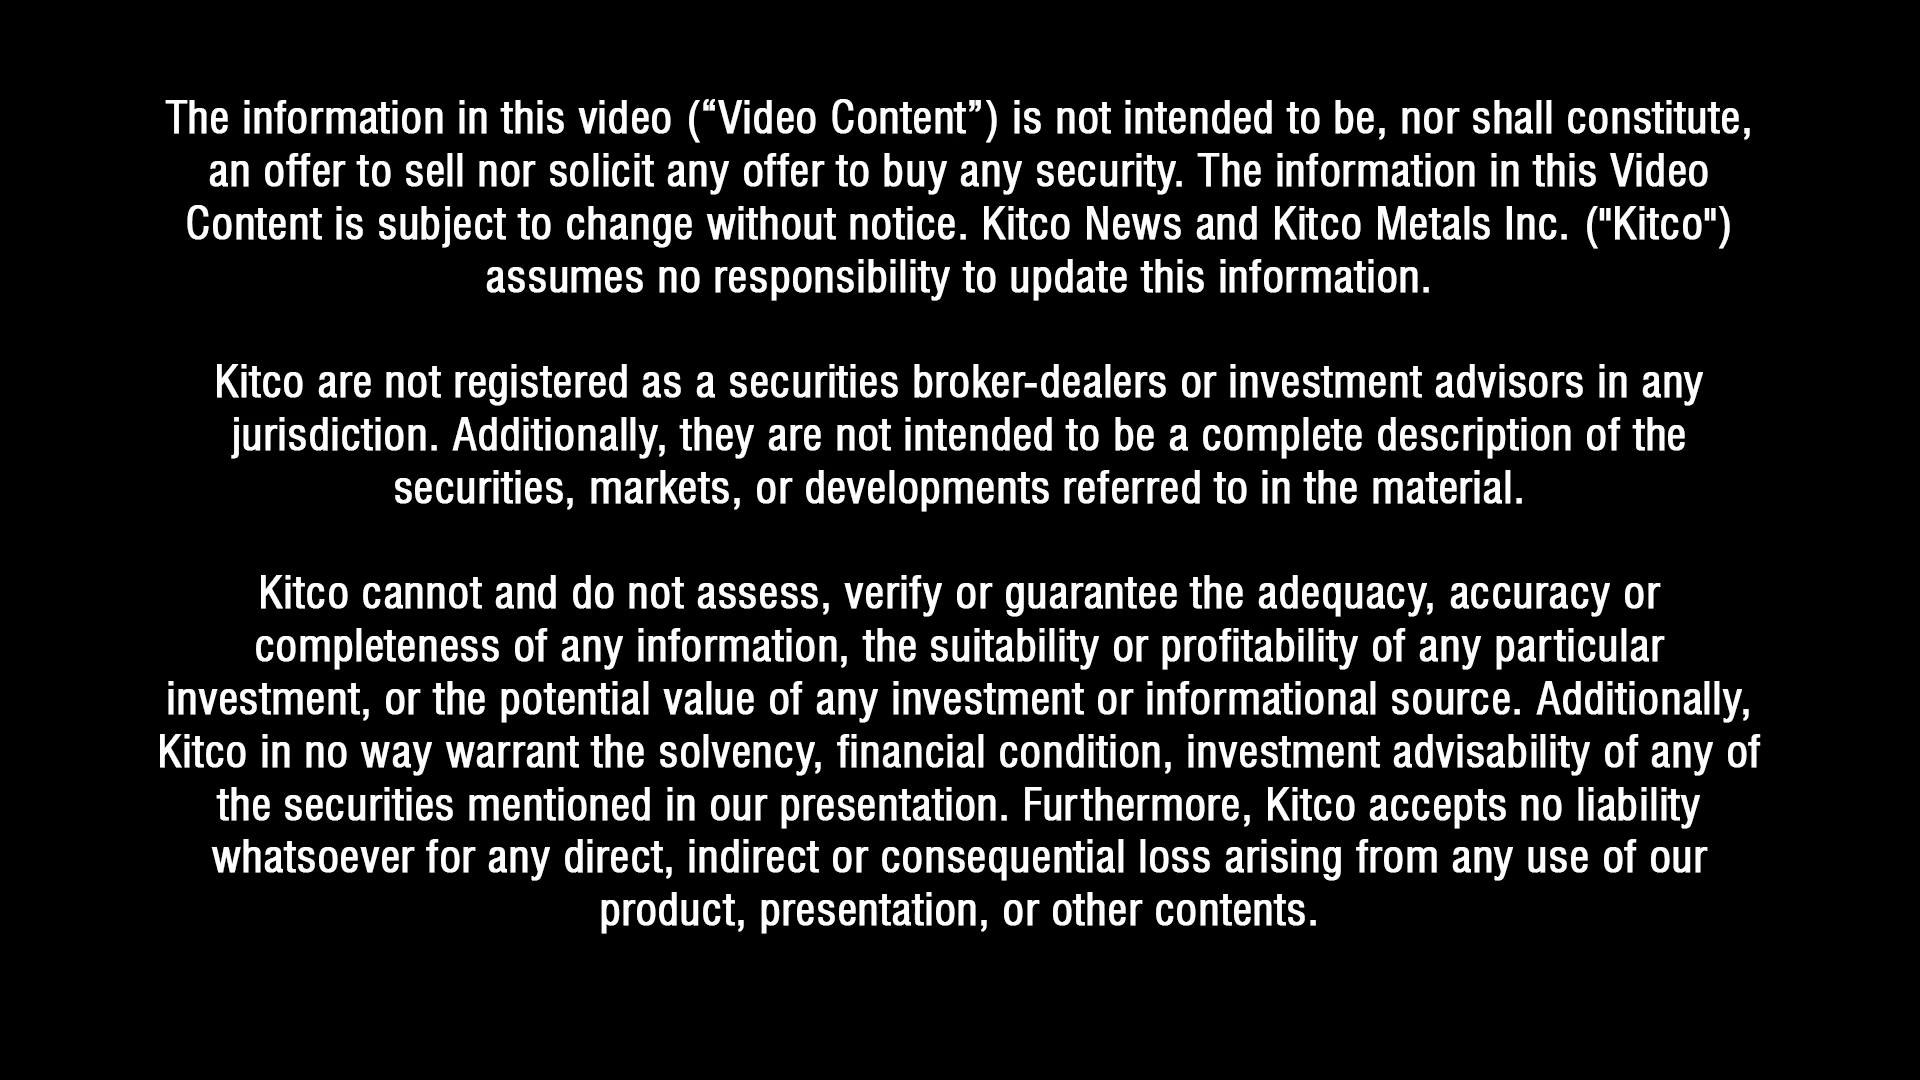 The information in this video (“Video Content”) is not intended to be, nor shall constitute,
an offer to sell nor solicit any offer to buy any security. The information in this Video
Content is subject to change without notice. Kitco News and Kitco Metals Inc. ("Kitco")
assumes no responsibility to update this information.
Kitco are not registered as a securities broker-dealers or investment advisors in any
jurisdiction. Additionally, they are not intended to be a complete description of the
securities, markets, or developments referred to in the material.
Kitco cannot and do not assess, verify or guarantee the adequacy, accuracy or
completeness of any information, the suitability or profitability of any particular
investment, or the potential value of any investment or informational source. Additionally,
Kitco in no way warrant the solvency, financial condition, investment advisability of any of
the securities mentioned in our presentation. Furthermore, Kitco accepts no liability
whatsoever for any direct, indirect or consequential loss arising from any use of our
product, presentation, or other contents.